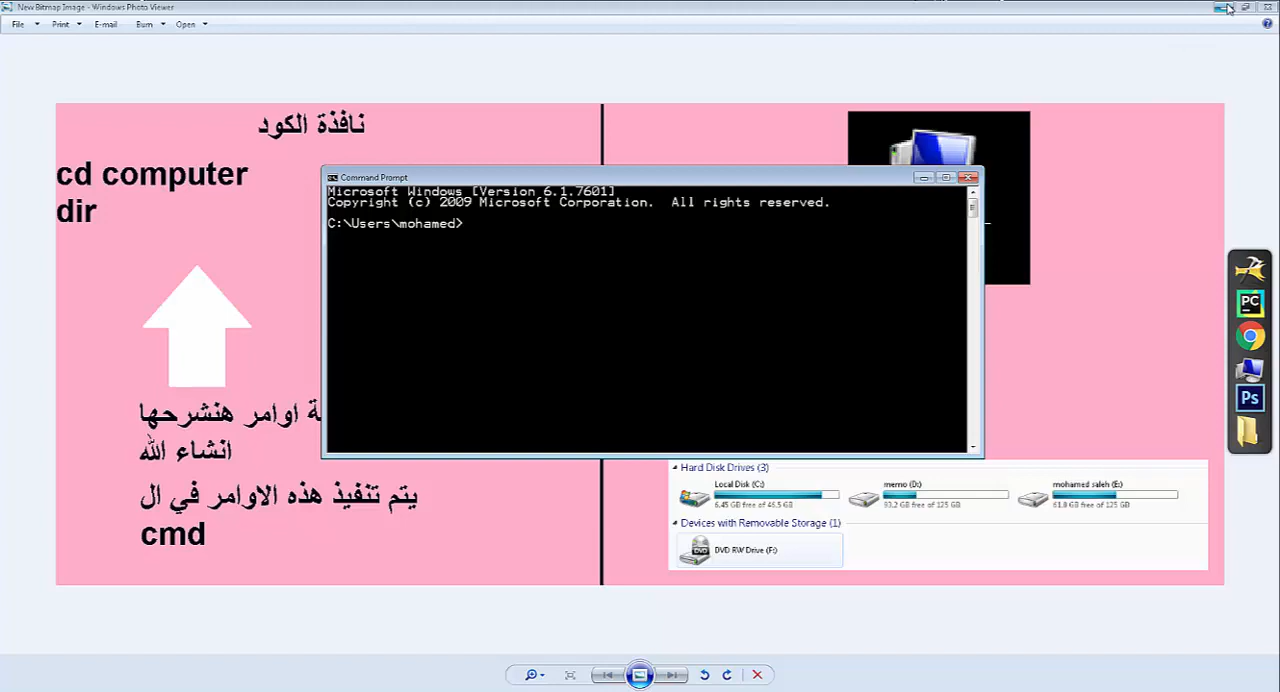 New Bitmap Image - Windows Photo Viewer
File Print E-mail Burn Open
نافذة الكود
cd computer
dir
Command Prompt
Microsoft Windows [Version 6.1.7601]
Copyright (c) 2009 Microsoft Corporation. All rights reserved.
C:\Users\mohamed>
اوامر هنشرحها
انشاء الله
يتم تنفيذ هذه الاوامر في ال
cmd
Hard Disk Drives (3)
Local Disk (C:)
6.45 GB free of 45.5 GB
memo (D:)
93.2 GB free of 125 GB
mohamed saleh (E:)
61.8 GB free of 125 GB
Devices with Removable Storage (1)
DVD
DVD RW Drive (F:)
PC
Ps